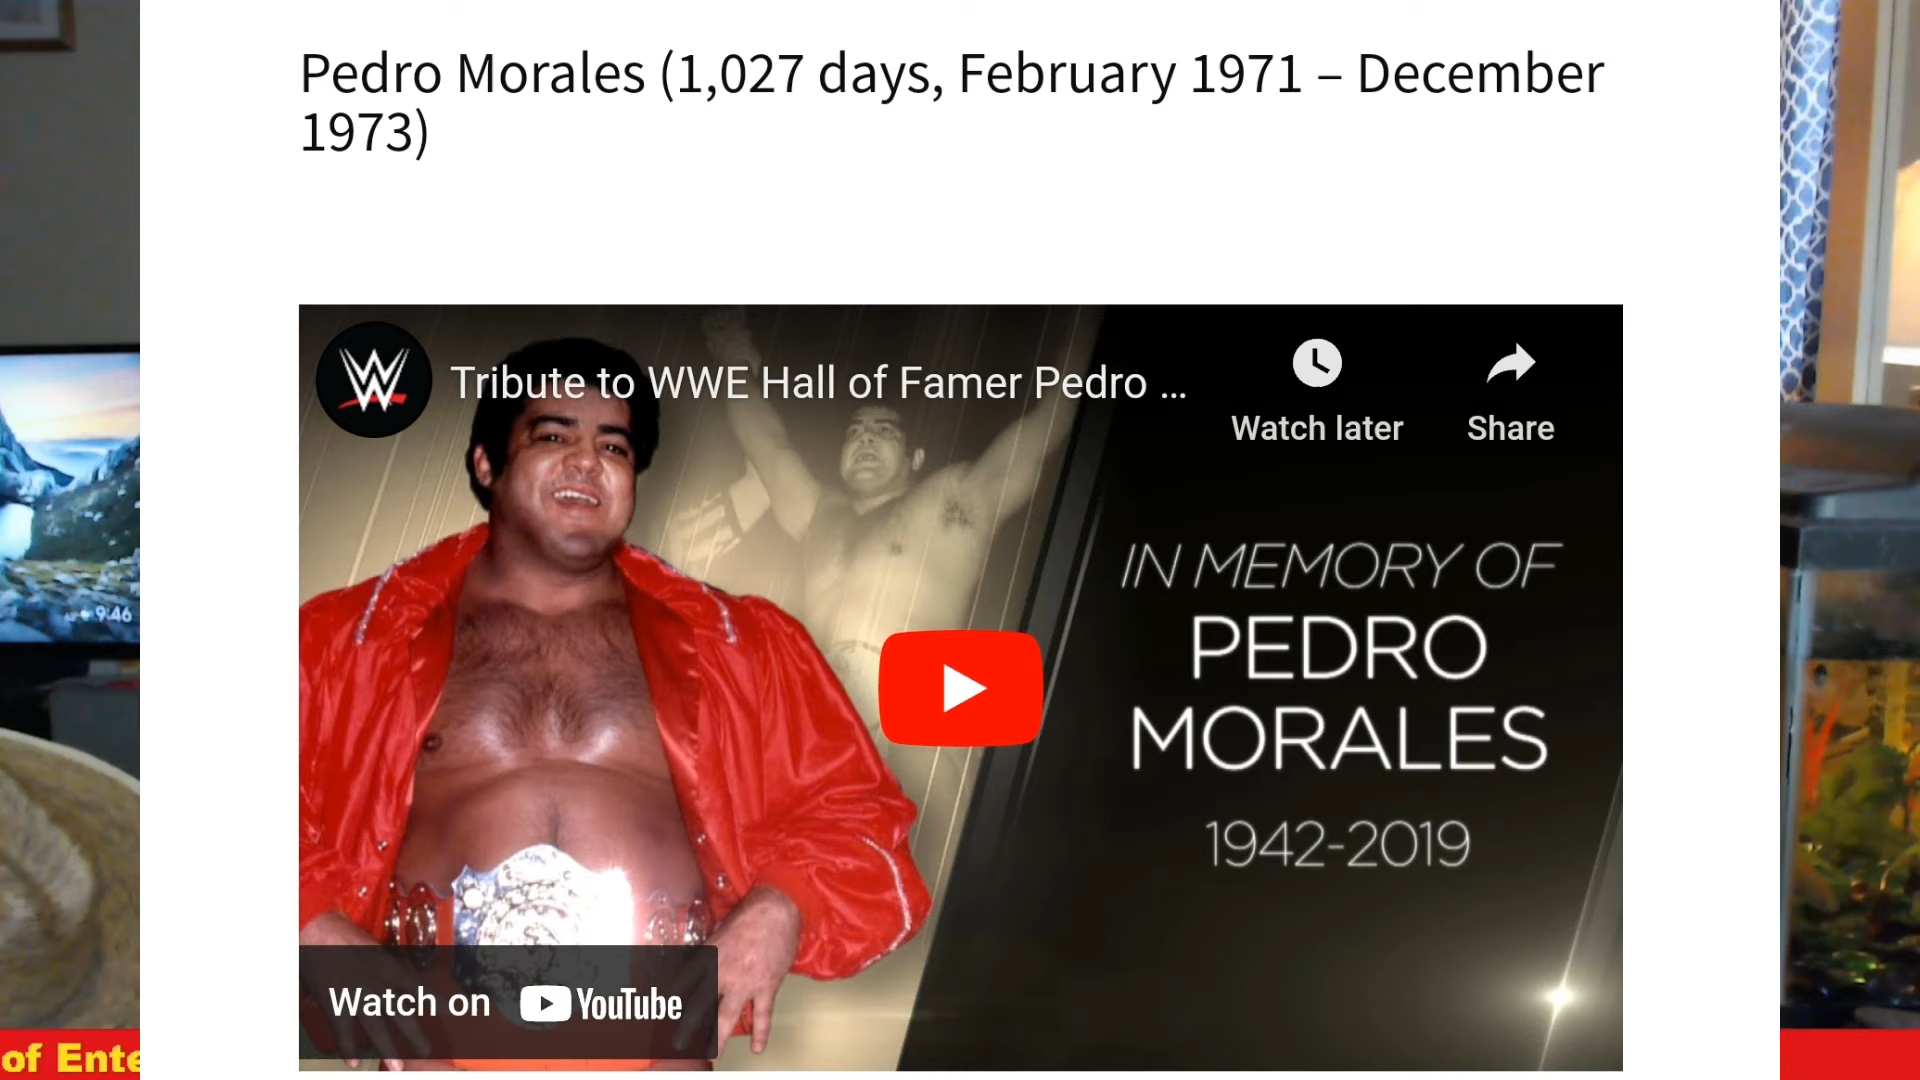 Pedro Morales (1,027 days, February 1971 – December
1973)
Tribute to WWE Hall of Famer Pedro ...
Watch later
Share
IN MEMORY OF
PEDRO
MORALES
1942-2019
9:46
Watch on YouTube
of Ente